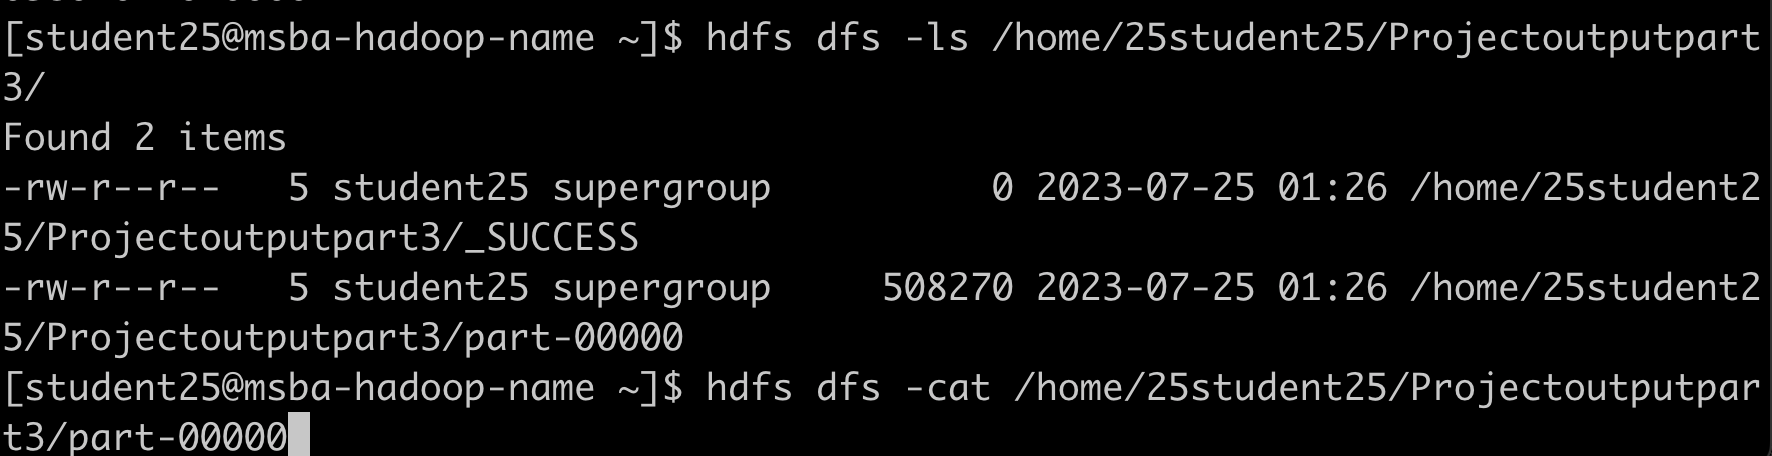 [student25@msba-hadoop-name ~]$ hdfs dfs -ls /home/25student25/Projectoutputpart
3/
Found 2 items
-rw-r--r--   5 student25 supergroup          0 2023-07-25 01:26 /home/25student2
5/Projectoutputpart3/_SUCCESS
-rw-r--r--   5 student25 supergroup     508270 2023-07-25 01:26 /home/25student2
5/Projectoutputpart3/part-00000
[student25@msba-hadoop-name ~]$ hdfs dfs -cat /home/25student25/Projectoutputpar
t3/part-00000